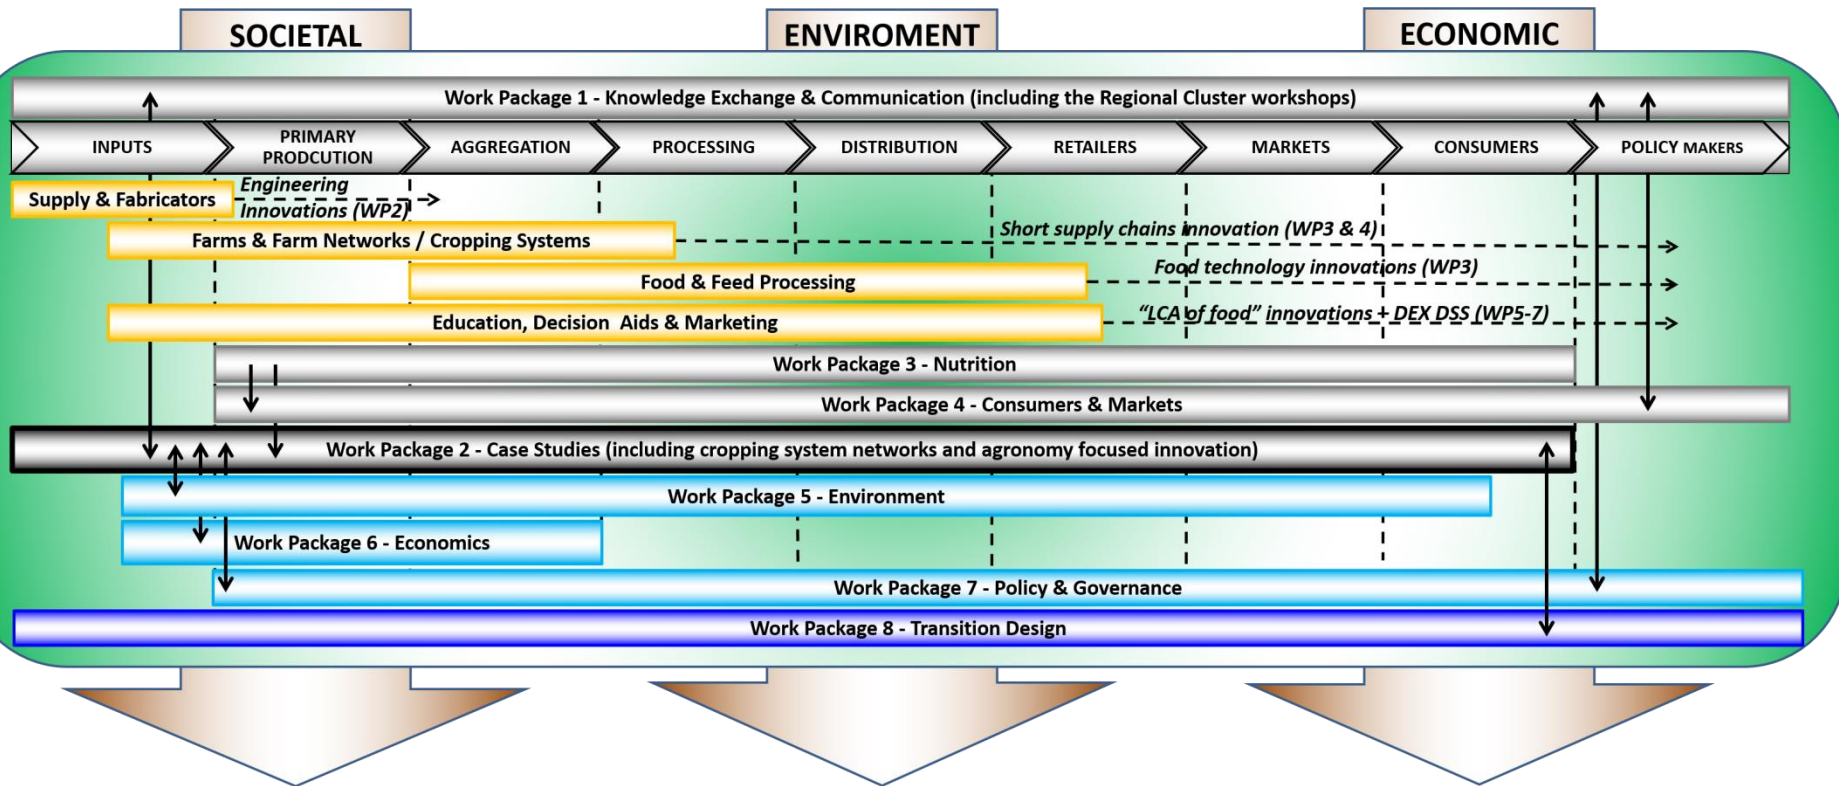 SOCIETAL
ENVIROMENT
ECONOMIC
Work Package 1 - Knowledge Exchange & Communication (including the Regional Cluster workshops)
INPUTS
PRIMARY
PRODCUTION
AGGREGATION
PROCESSING
DISTRIBUTION
RETAILERS
MARKETS
CONSUMERS
POLICY MAKERS
Supply & Fabricators
Engineering
Innovations (WP2)
Farms & Farm Networks / Cropping Systems
Short supply chains innovation (WP3 & 4)
Food & Feed Processing
Food technology innovations (WP3)
Education, Decision Aids & Marketing
“LCA of food” innovations + DEX DSS (WP5-7)
Work Package 3 - Nutrition
Work Package 4 - Consumers & Markets
Work Package 2 - Case Studies (including cropping system networks and agronomy focused innovation)
Work Package 5 - Environment
Work Package 6 - Economics
Work Package 7 - Policy & Governance
Work Package 8 - Transition Design